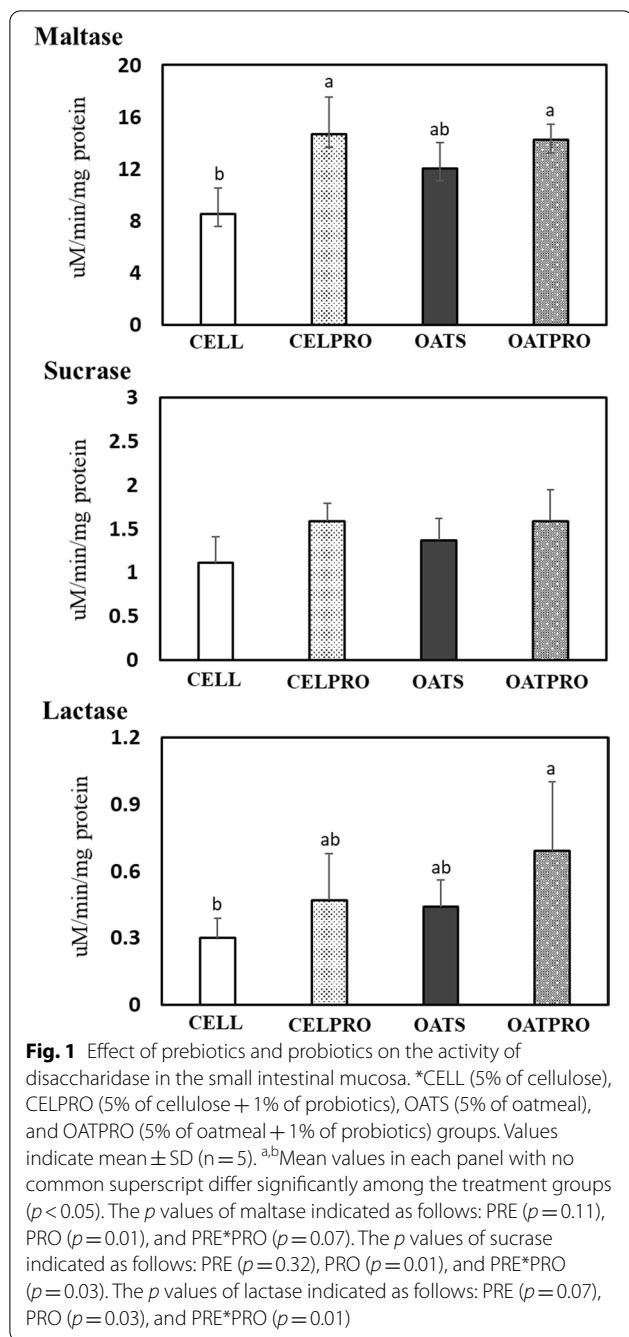 Maltase
uM/min/mg protein
20
16
12
8
4
0
b
a
ab
a
CELL CELPRO OATS OATPRO
Sucrase
uM/min/mg protein
3
2.5
2
1.5
1
0.5
0
CELL CELPRO OATS OATPRO
Lactase
uM/min/mg protein
1.2
0.9
0.6
0.3
0
b
ab
ab
a
CELL CELPRO OATS OATPRO
Fig. 1 Effect of prebiotics and probiotics on the activity of
disaccharidase in the small intestinal mucosa. *CELL (5% of cellulose),
CELPRO (5% of cellulose + 1% of probiotics), OATS (5% of oatmeal),
and OATPRO (5% of oatmeal + 1% of probiotics) groups. Values
indicate mean ± SD (n = 5). a,bMean values in each panel with no
common superscript differ significantly among the treatment groups
(p < 0.05). The p values of maltase indicated as follows: PRE (p = 0.11),
PRO (p = 0.01), and PRE*PRO (p = 0.07). The p values of sucrase
indicated as follows: PRE (p = 0.32), PRO (p = 0.01), and PRE*PRO
(p = 0.03). The p values of lactase indicated as follows: PRE (p = 0.07),
PRO (p = 0.03), and PRE*PRO (p = 0.01)